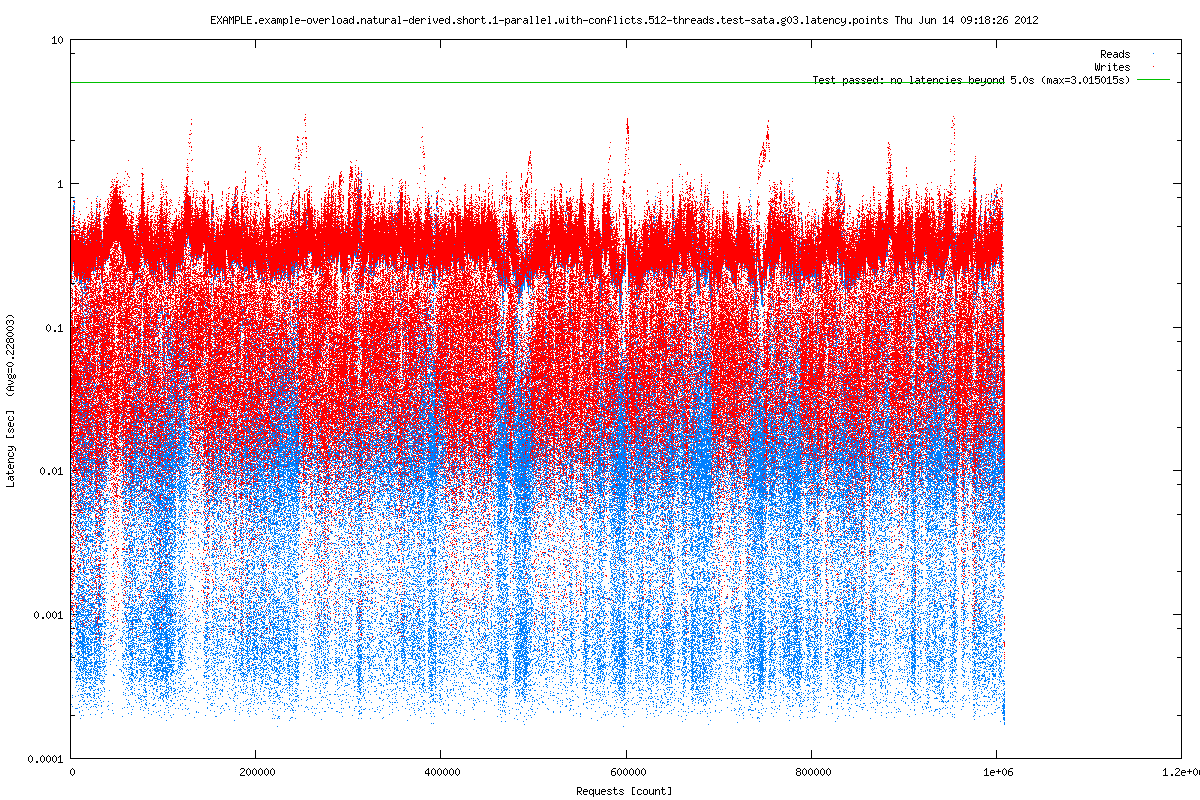 EXAMPLE.example-overload.natural-derived.short.1-parallel.with-conflicts.512-threads.test-sata.g03.latency.points Thu Jun 14 09:18:26 2012
10
Reads
Writes
Test passed: no latencies beyond 5.0s (max=3.015015s)
1
0.1
0.01
0.001
0.0001
Latency [sec] (Avg=0.228003)
0 200000 400000 600000 800000 1e+06 1.2e+0
Requests [count]